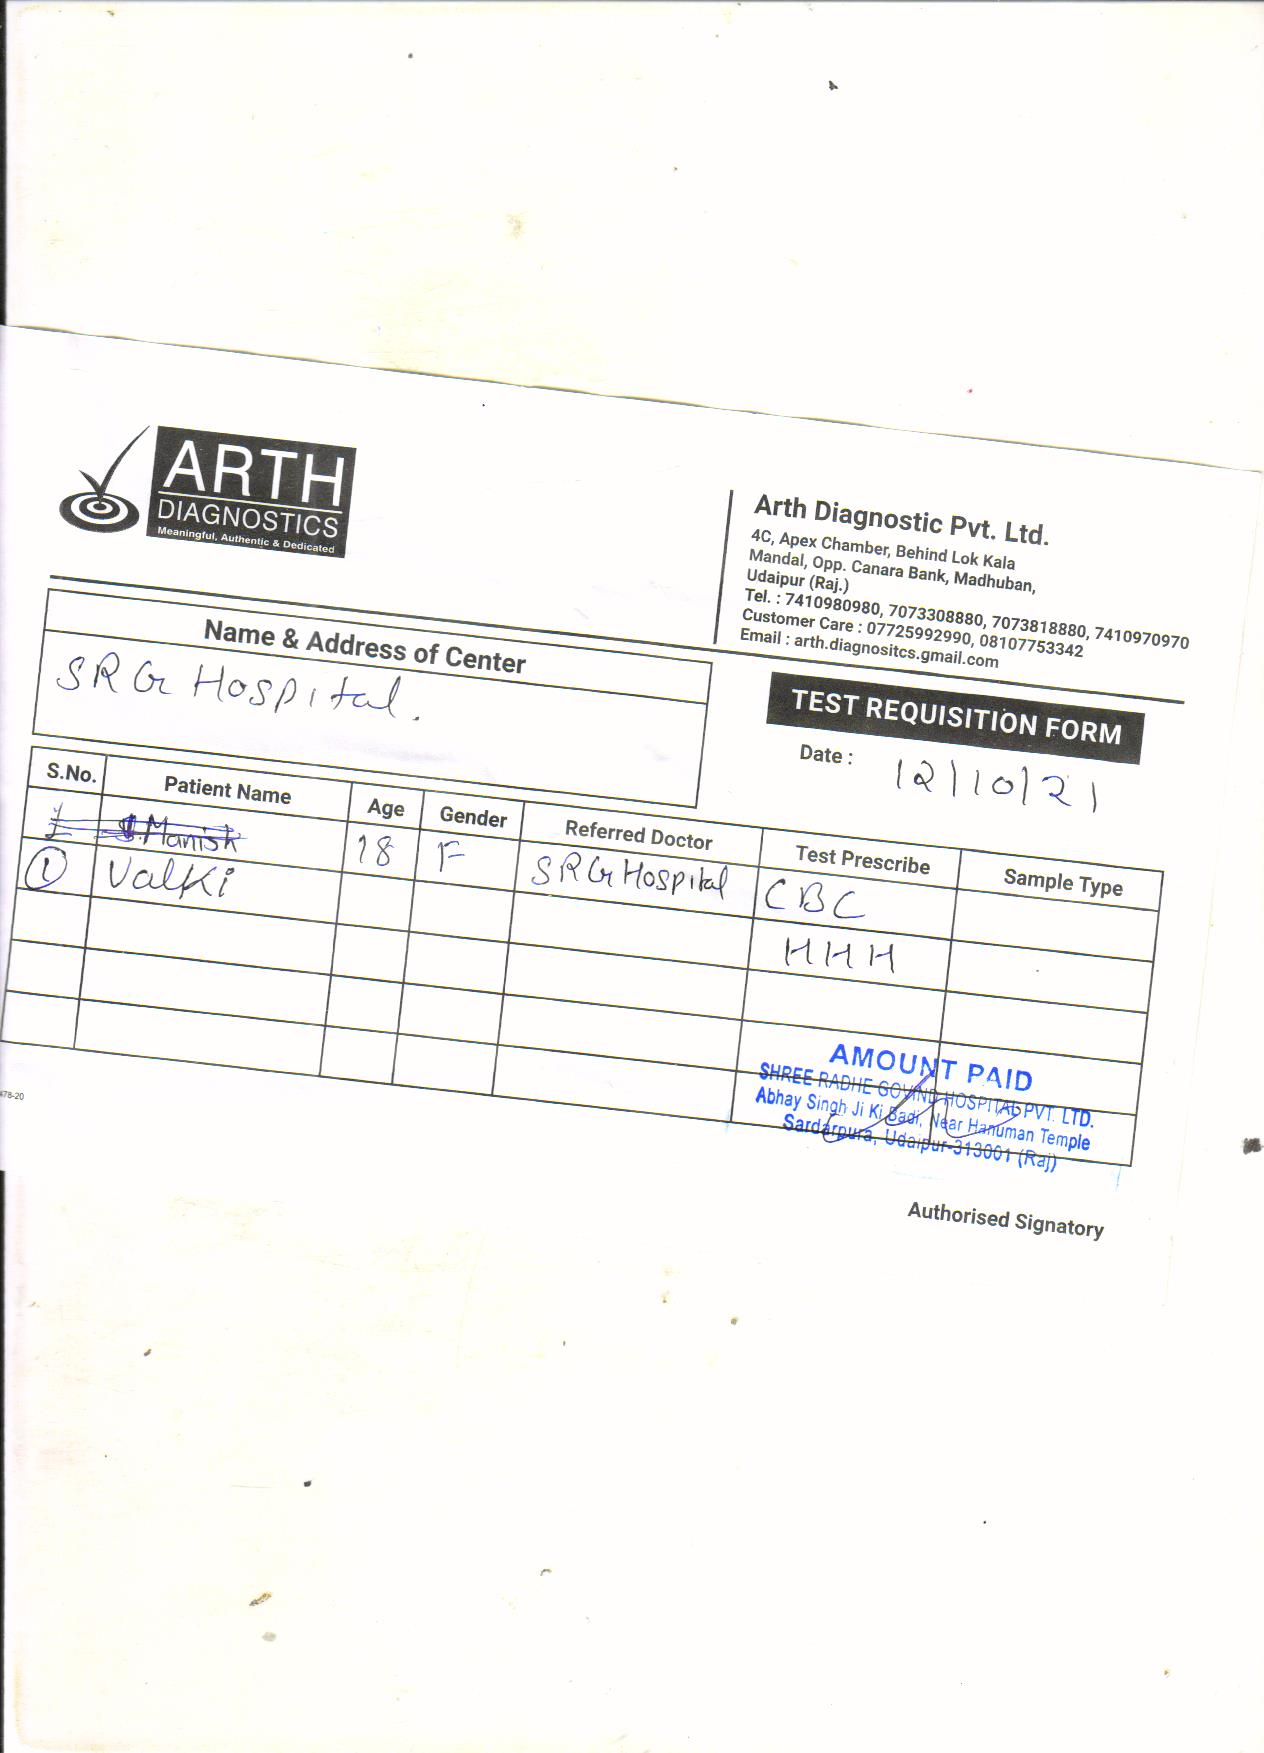 ARTH
DIAGNOSTICS
Meaningful, Authentic & Dedicated
Arth Diagnostic Pvt. Ltd.
4C, Apex Chamber, Behind Lok Kala
Mandal, Opp. Canara Bank, Madhuban,
Udaipur (Raj.)
Tel. : 7410980980, 7073308880, 7073818880, 7410970970
Customer Care : 07725992990, 08107753342
Email : arth.diagnositcs.gmail.com
Name & Address of Center
SRG Hospital.
TEST REQUISITION FORM
Date : 12/10/21
S.No. Patient Name Age Gender Referred Doctor Test Prescribe Sample Type
Manish 18 F SRG Hospital CBC
1 Valki
HHH
AMOUNT PAID
SHREE RADHE GOVIND HOSPITAL PVT. LTD.
Abhay Singh Ji Ki Badi, Near Hanuman Temple
Sardarpura, Udaipur-313001 (Raj)
478-20
Authorised Signatory